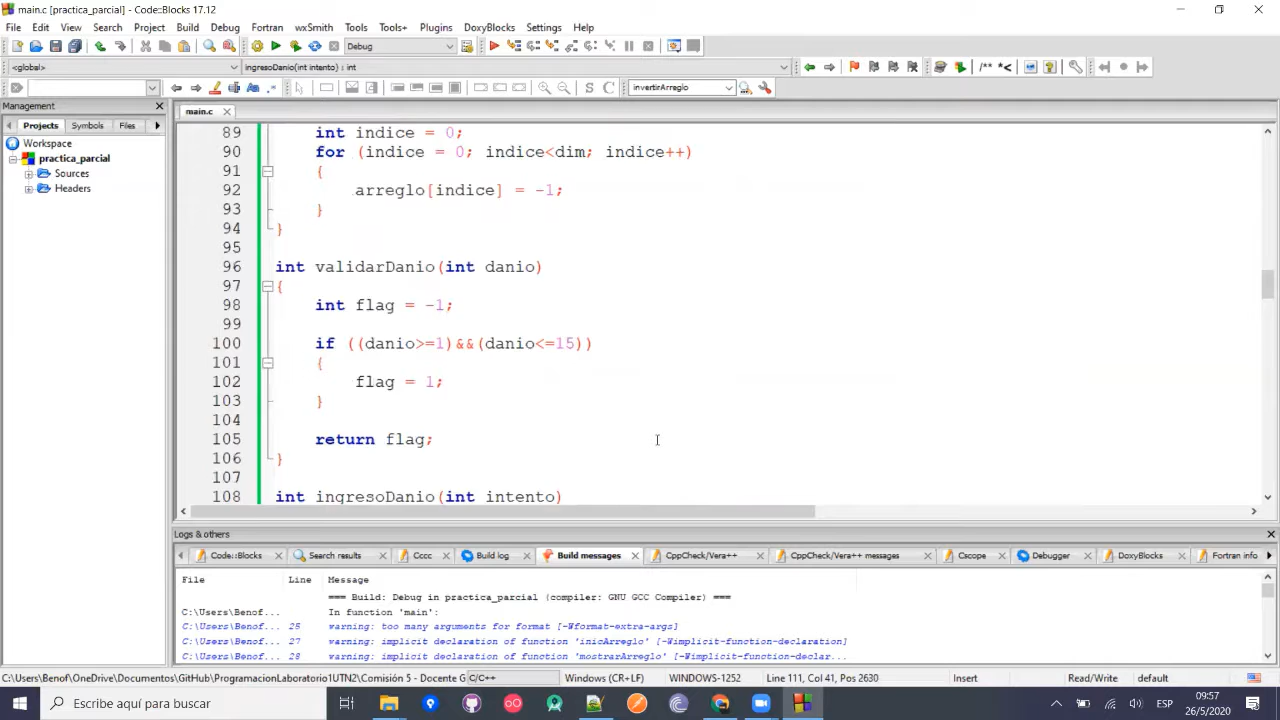 main.c [practica_parcial] - Code::Blocks 17.12
File Edit View Search Project Build Debug Fortran wxSmith Tools Tools+ Plugins DoxyBlocks Settings Help
Debug
<global> ingresoDanio(int intento) : int /** *<
S C invertirArreglo
Management
main.c
Projects Symbols Files
Workspace
practica_parcial
Sources
Headers
89 int indice = 0;
90 for (indice = 0; indice<dim; indice++)
91 {
92 arreglo[indice] = -1;
93 }
94 }
95
96 int validarDanio(int danio)
97 {
98 int flag = -1;
99
100 if ((danio>=1)&&(danio<=15))
101 {
102 flag = 1;
103 }
104
105 return flag;
106 }
107
108 int ingresoDanio(int intento)
Logs & others
Code::Blocks Search results Cccc Build log Build messages CppCheck/Vera++ CppCheck/Vera++ messages Cscope Debugger DoxyBlocks Fortran info
File Line Message
=== Build: Debug in practica_parcial (compiler: GNU GCC Compiler) ===
C:\Users\Benof... In function 'main':
C:\Users\Benof... 25 warning: too many arguments for format [-Wformat-extra-args]
C:\Users\Benof... 27 warning: implicit declaration of function 'inicArreglo' [-Wimplicit-function-declaration]
C:\Users\Benof... 28 warning: implicit declaration of function 'mostrarArreglo' [-Wimplicit-function-declar...
C:\Users\Benof\OneDrive\Documentos\GitHub\ProgramacionLaboratorio1UTN2\Comisión 5 - Docente G C/C++ Windows (CR+LF) WINDOWS-1252 Line 111, Col 41, Pos 2630 Insert Read/Write default
Escribe aquí para buscar
ESP
09:57
26/5/2020